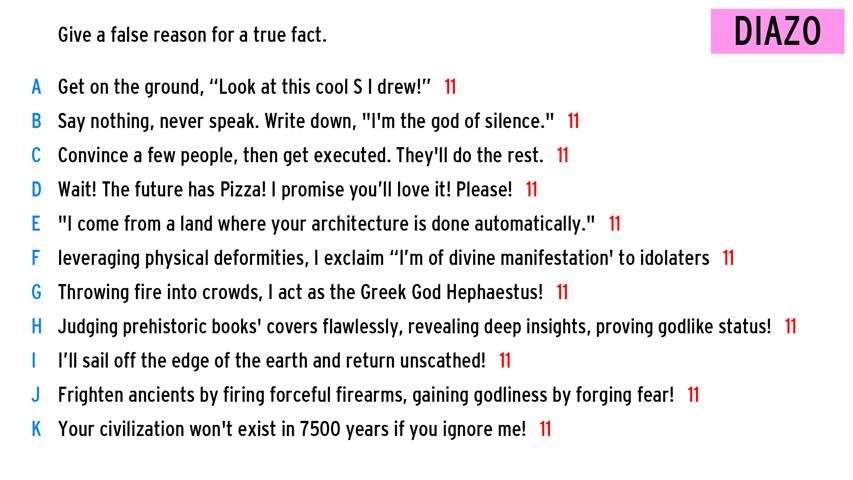 Give a false reason for a true fact.
DIAZO
A Get on the ground, “Look at this cool S I drew!” 11
B Say nothing, never speak. Write down, "I'm the god of silence." 11
C Convince a few people, then get executed. They'll do the rest. 11
D Wait! The future has Pizza! I promise you’ll love it! Please! 11
E "I come from a land where your architecture is done automatically." 11
F leveraging physical deformities, I exclaim “I’m of divine manifestation' to idolaters 11
G Throwing fire into crowds, I act as the Greek God Hephaestus! 11
H Judging prehistoric books' covers flawlessly, revealing deep insights, proving godlike status! 11
I I’ll sail off the edge of the earth and return unscathed! 11
J Frighten ancients by firing forceful firearms, gaining godliness by forging fear! 11
K Your civilization won't exist in 7500 years if you ignore me! 11